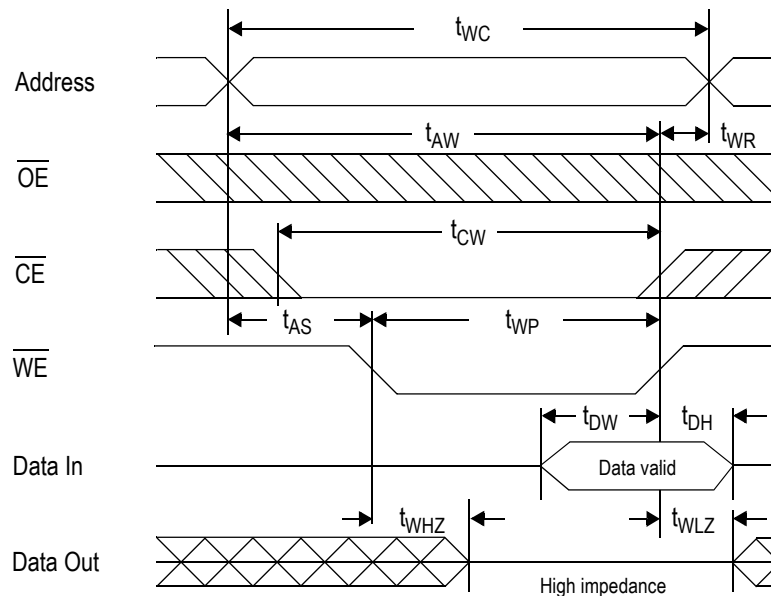 tWC
Address
tAW
tWR
OE
tCW
CE
tAS
tWP
WE
tDW
tDH
Data In
Data valid
tWHZ
tWLZ
Data Out
High impedance